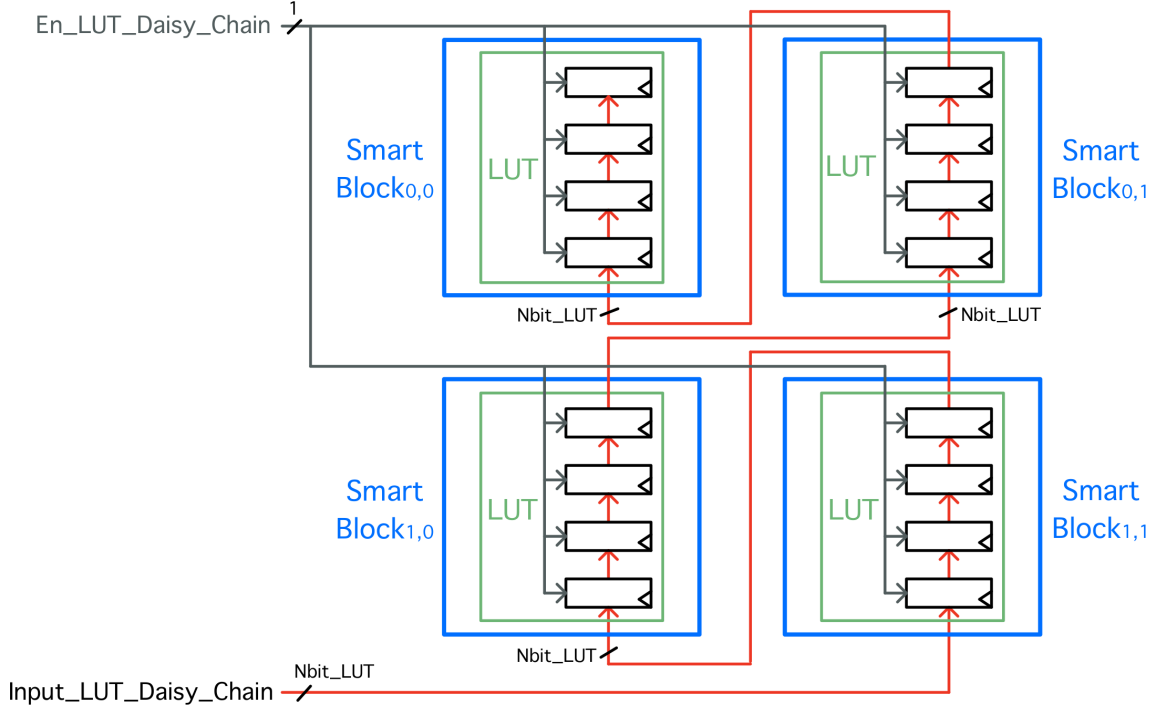 1
En_LUT_Daisy_Chain
Smart
Block0,0
LUT
LUT
Smart
Block0,1
Nbit_LUT
Nbit_LUT
Smart
Block1,0
LUT
LUT
Smart
Block1,1
Nbit_LUT
Nbit_LUT
Input_LUT_Daisy_Chain